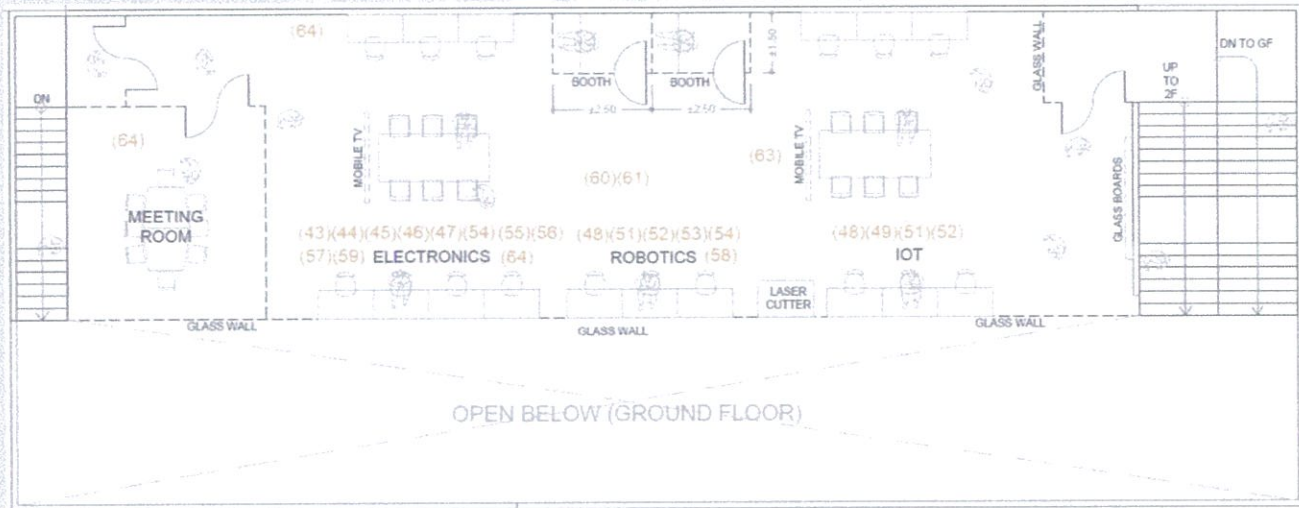 (64)
GLASS WALL
±1.50
DN TO GF
UP
TO
2F
BOOTH
BOOTH
±2.50
±2.50
DN
(64)
MOBILE TV
(63)
MOBILE TV
(60)(61)
GLASS BOARDS
MEETING
ROOM
(43)(44)(45)(46)(47)(54)(55)(56)
(48)(51)(52)(53)(54)
(48)(49)(51)(52)
(57)(59) ELECTRONICS (64)
ROBOTICS (58)
IOT
LASER
CUTTER
GLASS WALL
GLASS WALL
GLASS WALL
OPEN BELOW (GROUND FLOOR)